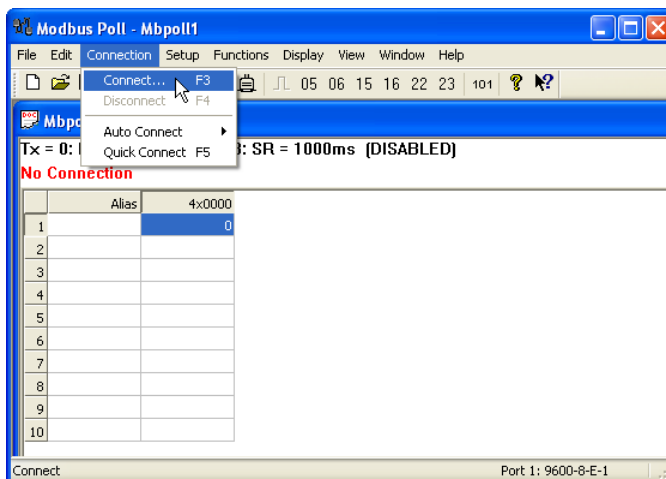 Modbus Poll - Mbpoll1
File Edit Connection Setup Functions Display View Window Help
Connect... F3
05 06 15 16 22 23 101
Disconnect F4
Auto Connect
Quick Connect F5
Tx = 0: : SR = 1000ms (DISABLED)
No Connection
Alias 4x0000
1 0
2
3
4
5
6
7
8
9
10
Connect Port 1: 9600-8-E-1